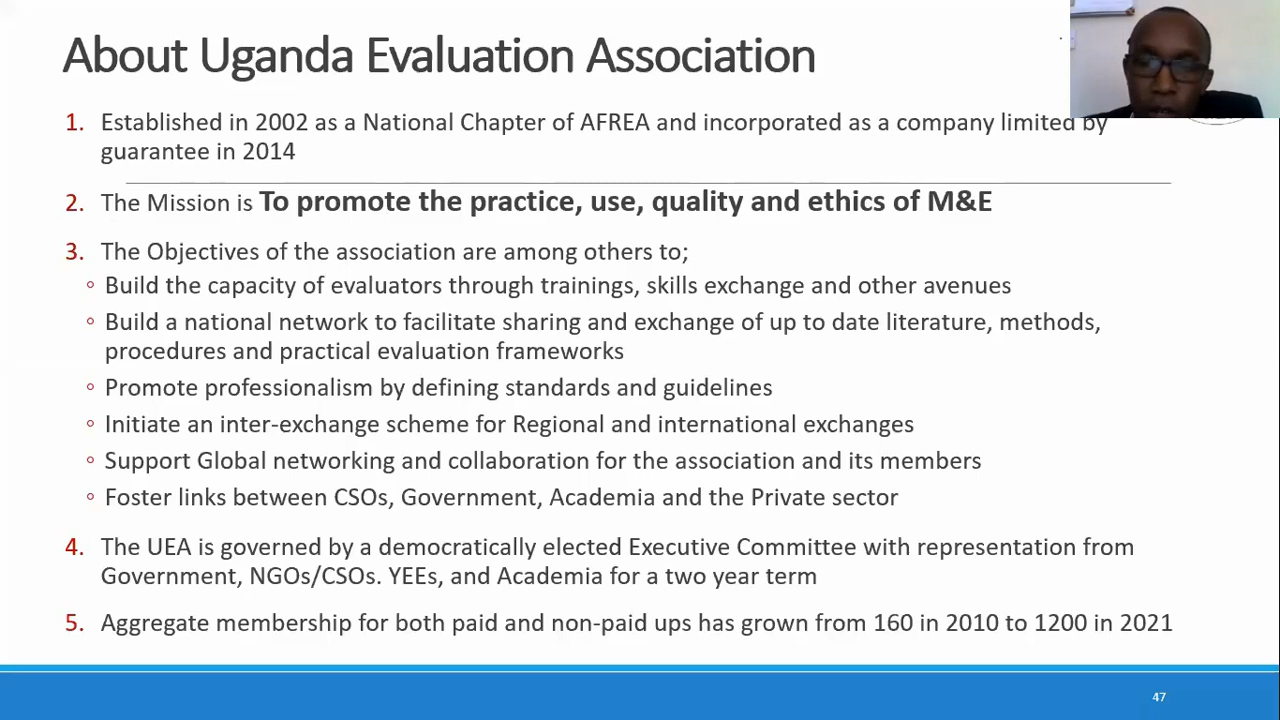 About Uganda Evaluation Association
1. Established in 2002 as a National Chapter of AFREA and incorporated as a company limited by
guarantee in 2014
2. The Mission is To promote the practice, use, quality and ethics of M&E
3. The Objectives of the association are among others to;
◦ Build the capacity of evaluators through trainings, skills exchange and other avenues
◦ Build a national network to facilitate sharing and exchange of up to date literature, methods,
procedures and practical evaluation frameworks
◦ Promote professionalism by defining standards and guidelines
◦ Initiate an inter-exchange scheme for Regional and international exchanges
◦ Support Global networking and collaboration for the association and its members
◦ Foster links between CSOs, Government, Academia and the Private sector
4. The UEA is governed by a democratically elected Executive Committee with representation from
Government, NGOs/CSOs. YEEs, and Academia for a two year term
5. Aggregate membership for both paid and non-paid ups has grown from 160 in 2010 to 1200 in 2021
47